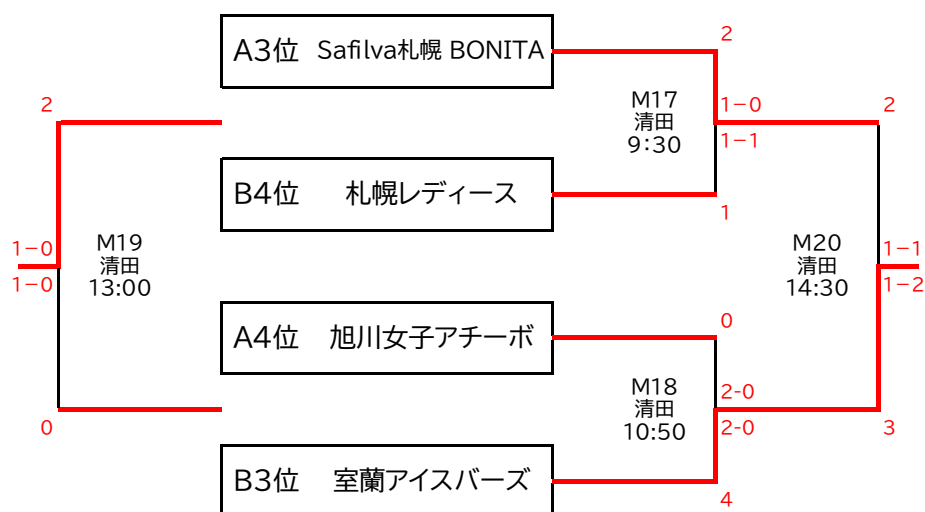 A3位 Safilva札幌 BONITA
2
M17
清田
9:30
1-0
1-1
2
2
B4位 札幌レディース
1
M19
清田
13:00
1-0
1-0
M20
清田
14:30
1-1
1-2
A4位 旭川女子アチーボ
0
M18
清田
10:50
2-0
2-0
0
3
B3位 室蘭アイスバーズ
4